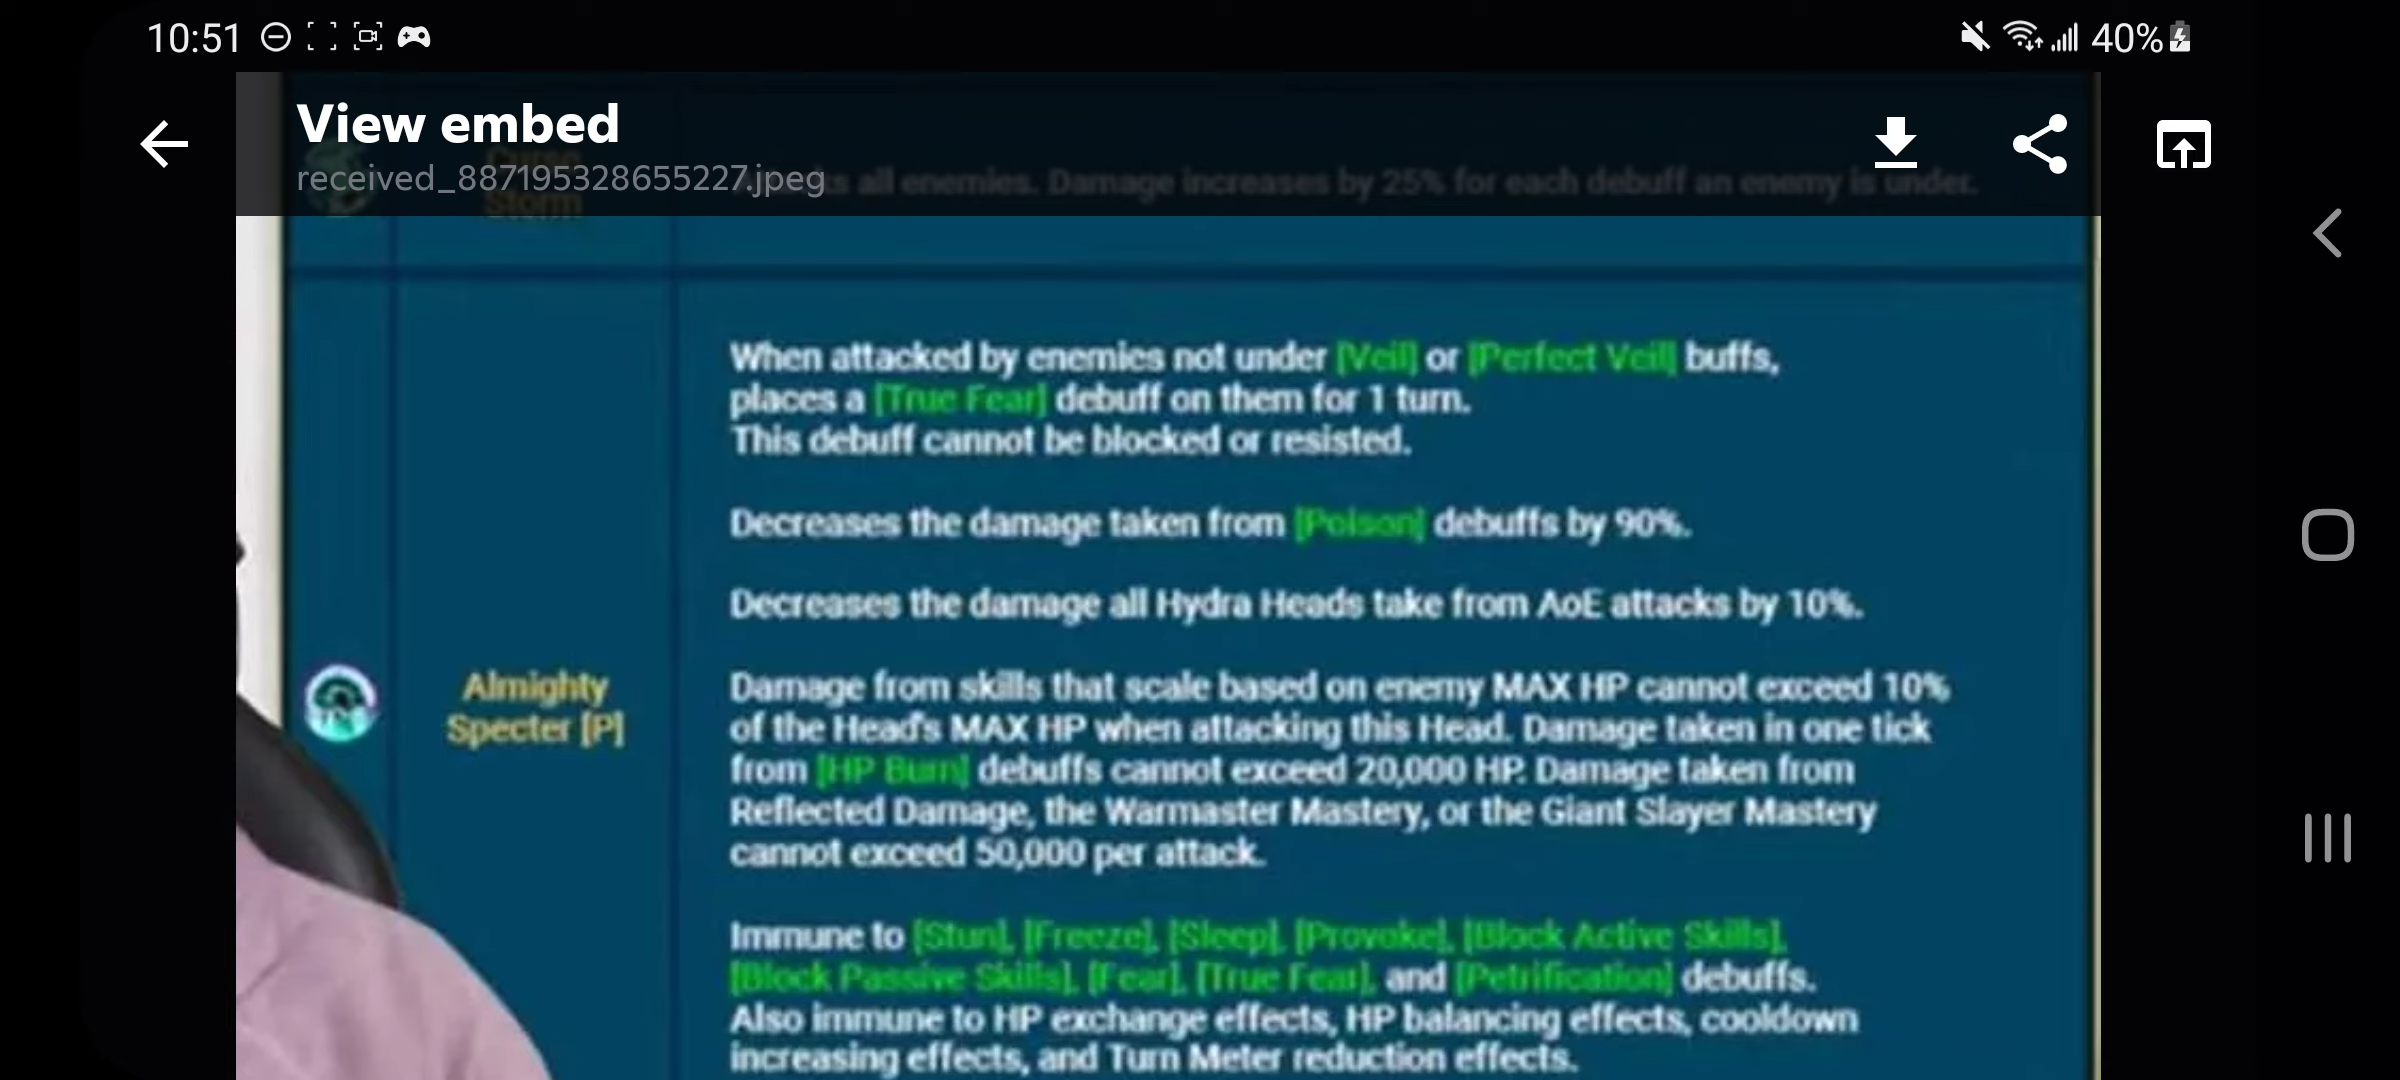 10:51
40%
View embed
received_887195328655227.jpeg
Storm
all enemies. Damage increases by 25% for each debuff an enemy is under.
When attacked by enemies not under [Veil] or [Perfect Veil] buffs,
places a [True Fear] debuff on them for 1 turn.
This debuff cannot be blocked or resisted.
Decreases the damage taken from [Poison] debuffs by 90%.
Decreases the damage all Hydra Heads take from AoE attacks by 10%.
Almighty
Specter [P]
Damage from skills that scale based on enemy MAX HP cannot exceed 10%
of the Head's MAX HP when attacking this Head. Damage taken in one tick
from [HP Burn] debuffs cannot exceed 20,000 HP. Damage taken from
Reflected Damage, the Warmaster Mastery, or the Giant Slayer Mastery
cannot exceed 50,000 per attack.
Immune to [Stun], [Freeze], [Sleep], [Provoke], [Block Active Skills],
[Block Passive Skills], [Fear], [True Fear], and [Petrification] debuffs.
Also immune to HP exchange effects, HP balancing effects, cooldown
increasing effects, and Turn Meter reduction effects.